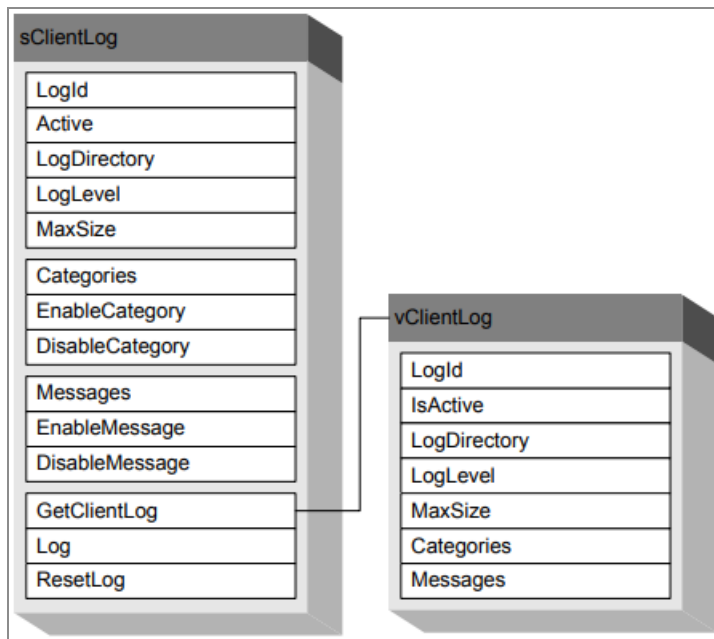 sClientLog
LogId
Active
LogDirectory
LogLevel
MaxSize
Categories
EnableCategory
DisableCategory
Messages
EnableMessage
DisableMessage
GetClientLog
Log
ResetLog
vClientLog
LogId
IsActive
LogDirectory
LogLevel
MaxSize
Categories
Messages